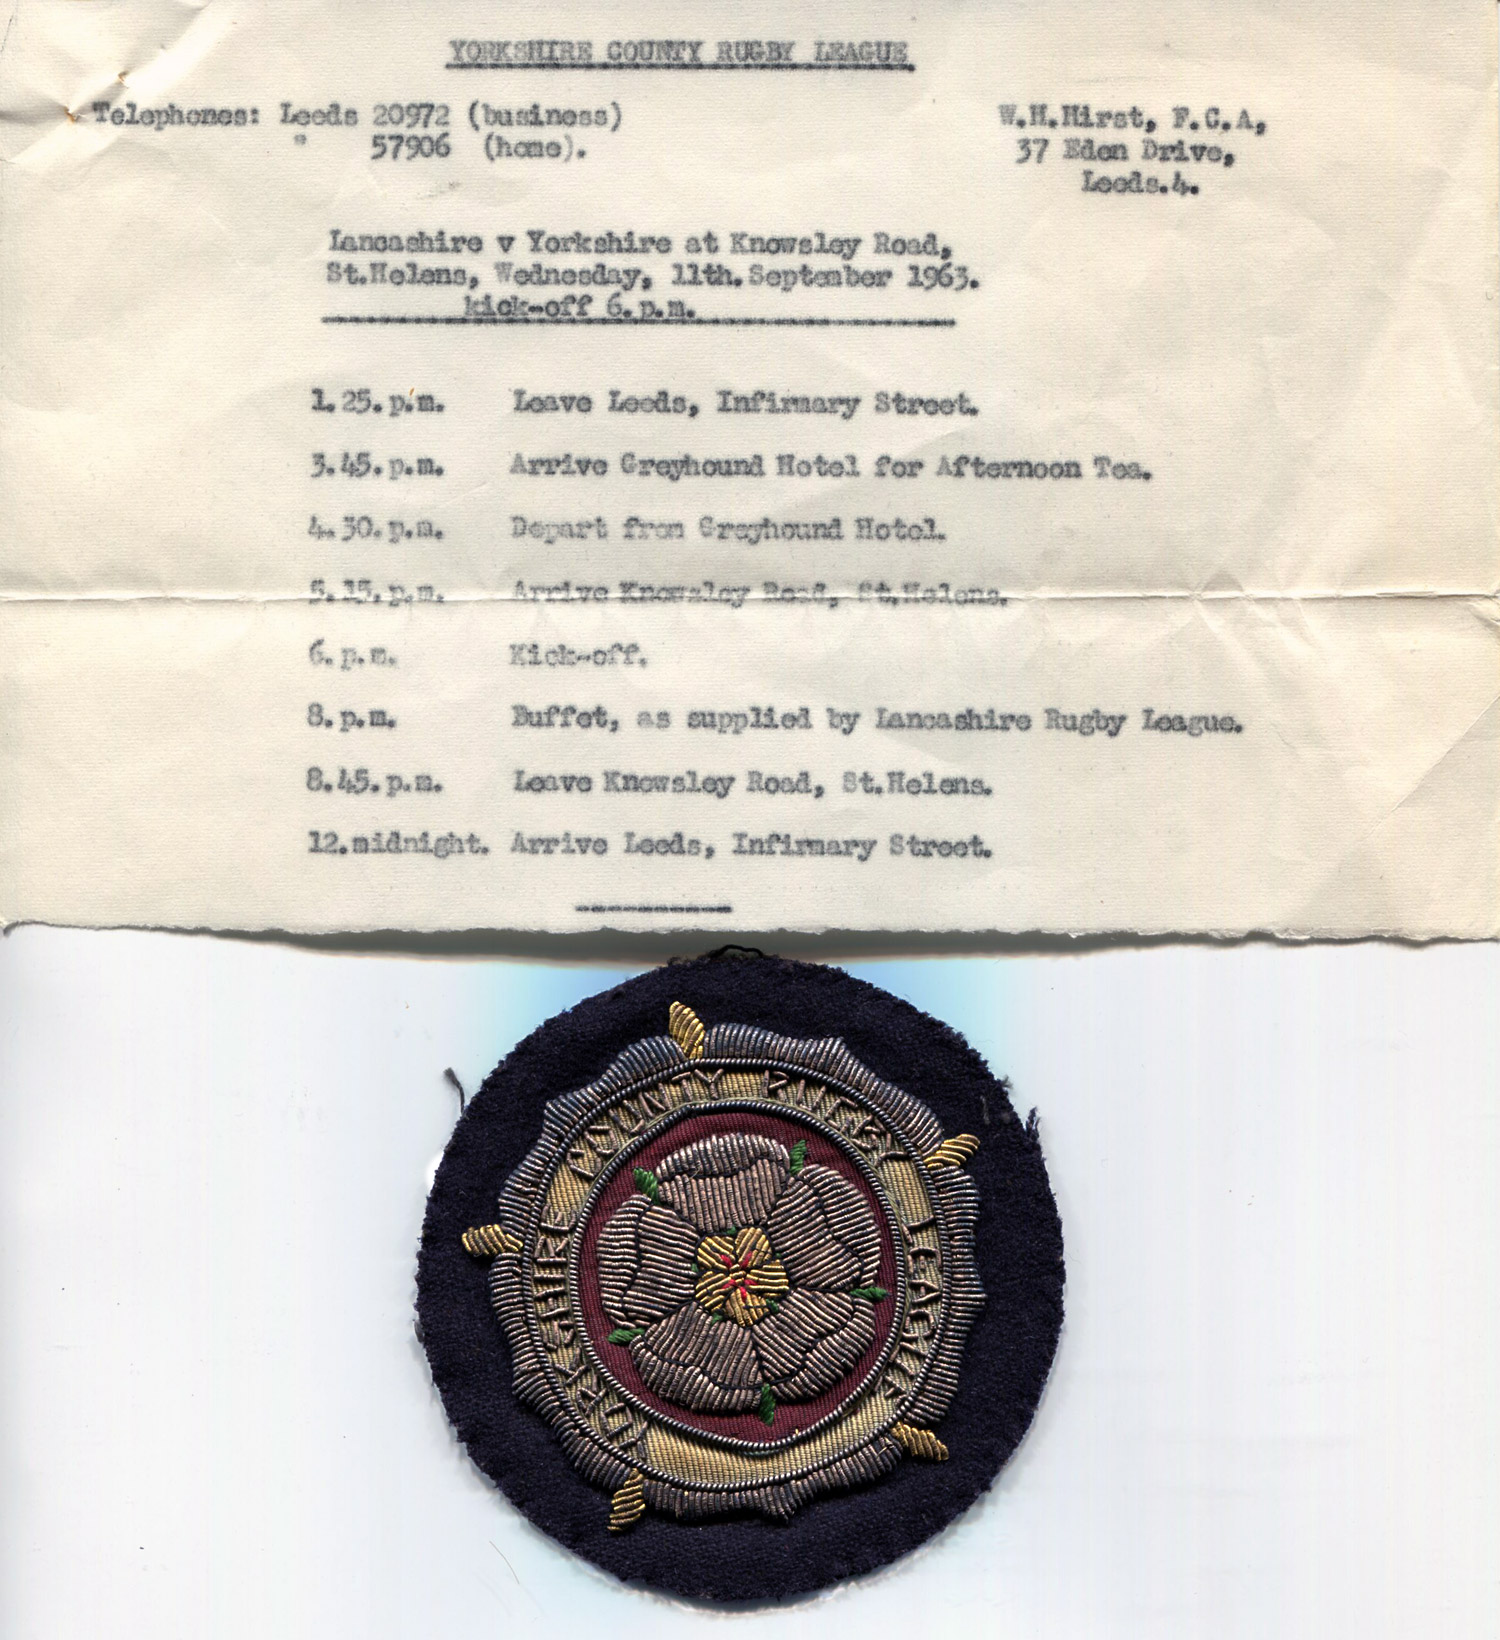 YORKSHIRE COUNTY RUGBY LEAGUE.
Telephones: Leeds 20972 (business)
" 57906 (home).
W.H.Hirst, F.C.A,
37 Eden Drive,
Leeds.4.
Lancashire v Yorkshire at Knowsley Road,
St.Helens, Wednesday, 11th.September 1963.
kick-off 6.p.m.
1.25.p.m. Leave Leeds, Infirmary Street.
3.45.p.m. Arrive Greyhound Hotel for Afternoon Tea.
4.30.p.m. Depart from Greyhound Hotel.
5.15.p.m. Arrive Knowsley Road, St.Helens.
6.p.m. Kick-off.
8.p.m. Buffet, as supplied by Lancashire Rugby League.
8.45.p.m. Leave Knowsley Road, St.Helens.
12.midnight. Arrive Leeds, Infirmary Street.
YORKSHIRE COUNTY RUGBY LEAGUE